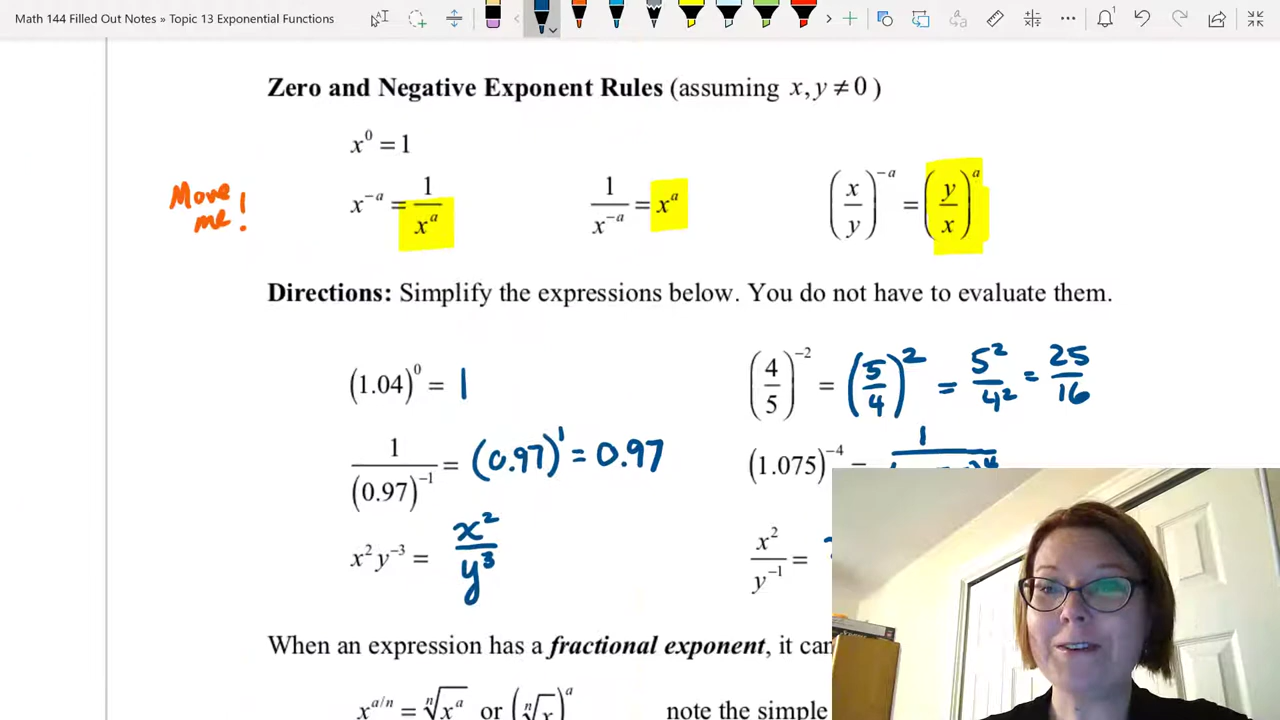 Math 144 Filled Out Notes » Topic 13 Exponential Functions
Zero and Negative Exponent Rules (assuming x, y ≠ 0 )
x⁰ = 1
Move me!
x⁻ᵃ = 1/xᵃ
1/x⁻ᵃ = xᵃ
(x/y)⁻ᵃ = (y/x)ᵃ
Directions: Simplify the expressions below. You do not have to evaluate them.
(1.04)⁰ = 1
(4/5)⁻² = (5/4)² = 5²/4² = 25/16
1/(0.97)⁻¹ = (0.97)¹ = 0.97
(1.075)⁻⁴ = 1
x² y⁻³ = x²/y³
x²/y⁻¹ =
When an expression has a fractional exponent, it can
xᵃ/ⁿ = ⁿ√xᵃ or (ⁿ√x)ᵃ note the simple